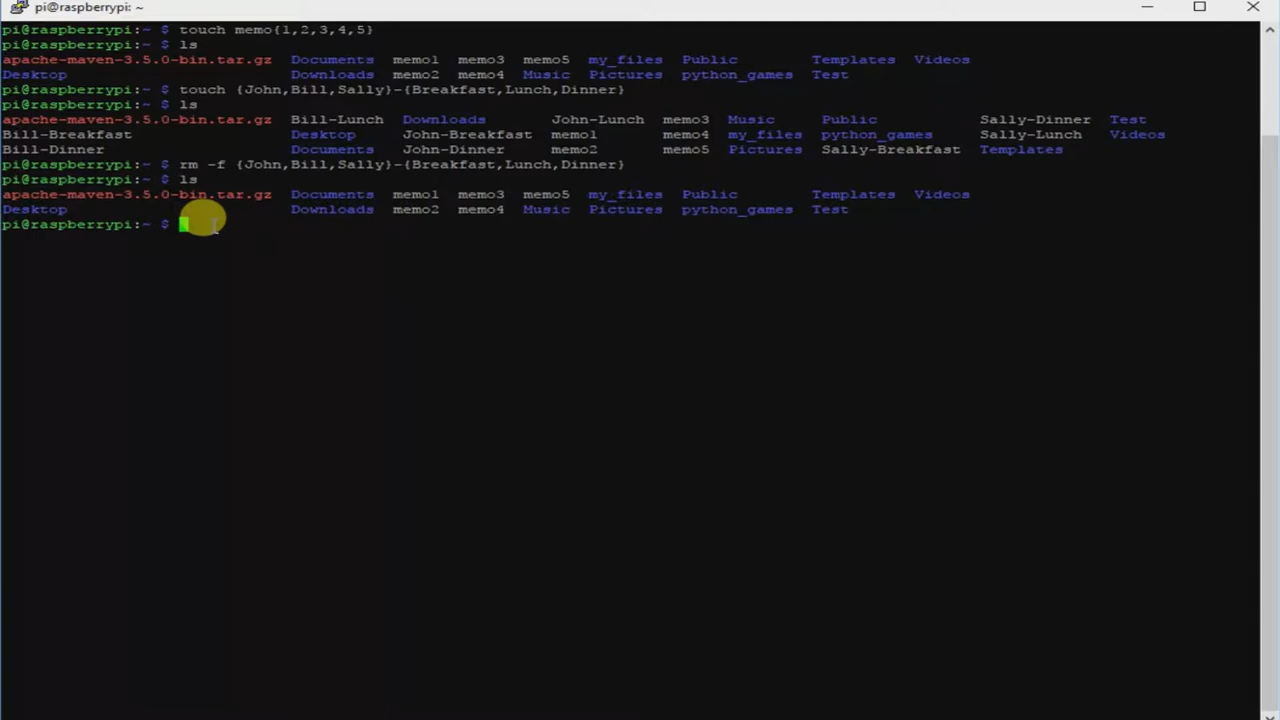 pi@raspberrypi: ~
pi@raspberrypi:~ $ touch memo{1,2,3,4,5}
pi@raspberrypi:~ $ ls
apache-maven-3.5.0-bin.tar.gz Documents memo1 memo3 memo5 my_files Public Templates Videos
Desktop Downloads memo2 memo4 Music Pictures python_games Test
pi@raspberrypi:~ $ touch {John,Bill,Sally}-{Breakfast,Lunch,Dinner}
pi@raspberrypi:~ $ ls
apache-maven-3.5.0-bin.tar.gz Bill-Lunch Downloads John-Lunch memo3 Music Public Sally-Dinner Test
Bill-Breakfast Desktop John-Breakfast memo1 memo4 my_files python_games Sally-Lunch Videos
Bill-Dinner Documents John-Dinner memo2 memo5 Pictures Sally-Breakfast Templates
pi@raspberrypi:~ $ rm -f {John,Bill,Sally}-{Breakfast,Lunch,Dinner}
pi@raspberrypi:~ $ ls
apache-maven-3.5.0-bin.tar.gz Documents memo1 memo3 memo5 my_files Public Templates Videos
Desktop Downloads memo2 memo4 Music Pictures python_games Test
pi@raspberrypi:~ $